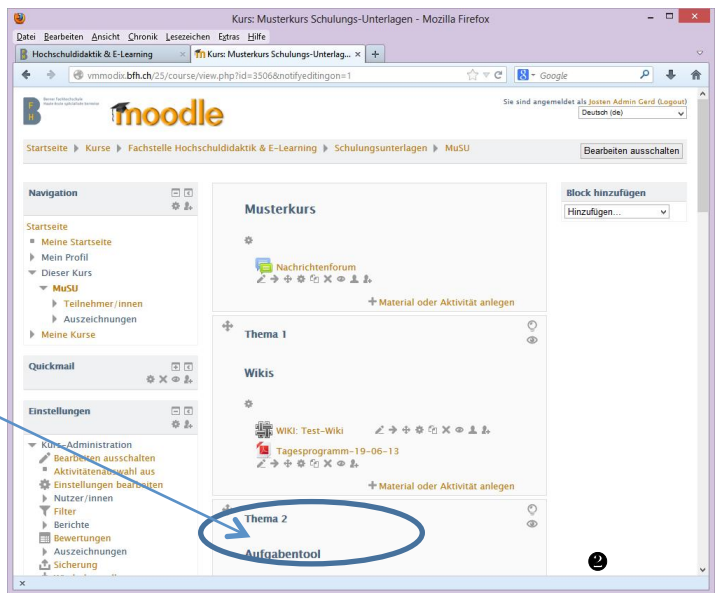 Kurs: Musterkurs Schulungs-Unterlagen - Mozilla Firefox
Datei Bearbeiten Ansicht Chronik Lesezeichen Extras Hilfe
Hochschuldidaktik & E-Learning
Kurs: Musterkurs Schulungs-Unterlag...
vmmodix.bfh.ch/25/course/view.php?id=3506&notifyeditingon=1
Google
B F H
Berner Fachhochschule
moodle
Sie sind angemeldet als Josten Admin Gerd (Logout)
Deutsch (de)
Startseite Kurse Fachstelle Hochschuldidaktik & E-Learning Schulungsunterlagen MuSU
Bearbeiten ausschalten
Navigation
Startseite
Meine Startseite
Mein Profil
Dieser Kurs
MuSU
Teilnehmer/innen
Auszeichnungen
Meine Kurse
Quickmail
Einstellungen
Kurs-Administration
Bearbeiten ausschalten
Aktivitätenauswahl aus
Einstellungen bearbeiten
Nutzer/innen
Filter
Berichte
Bewertungen
Auszeichnungen
Sicherung
Musterkurs
Nachrichtenforum
Material oder Aktivität anlegen
Thema 1
Wikis
WIKI: Test-Wiki
Tagesprogramm-19-06-13
Material oder Aktivität anlegen
Thema 2
Aufgabentool
Block hinzufügen
Hinzufügen...
2